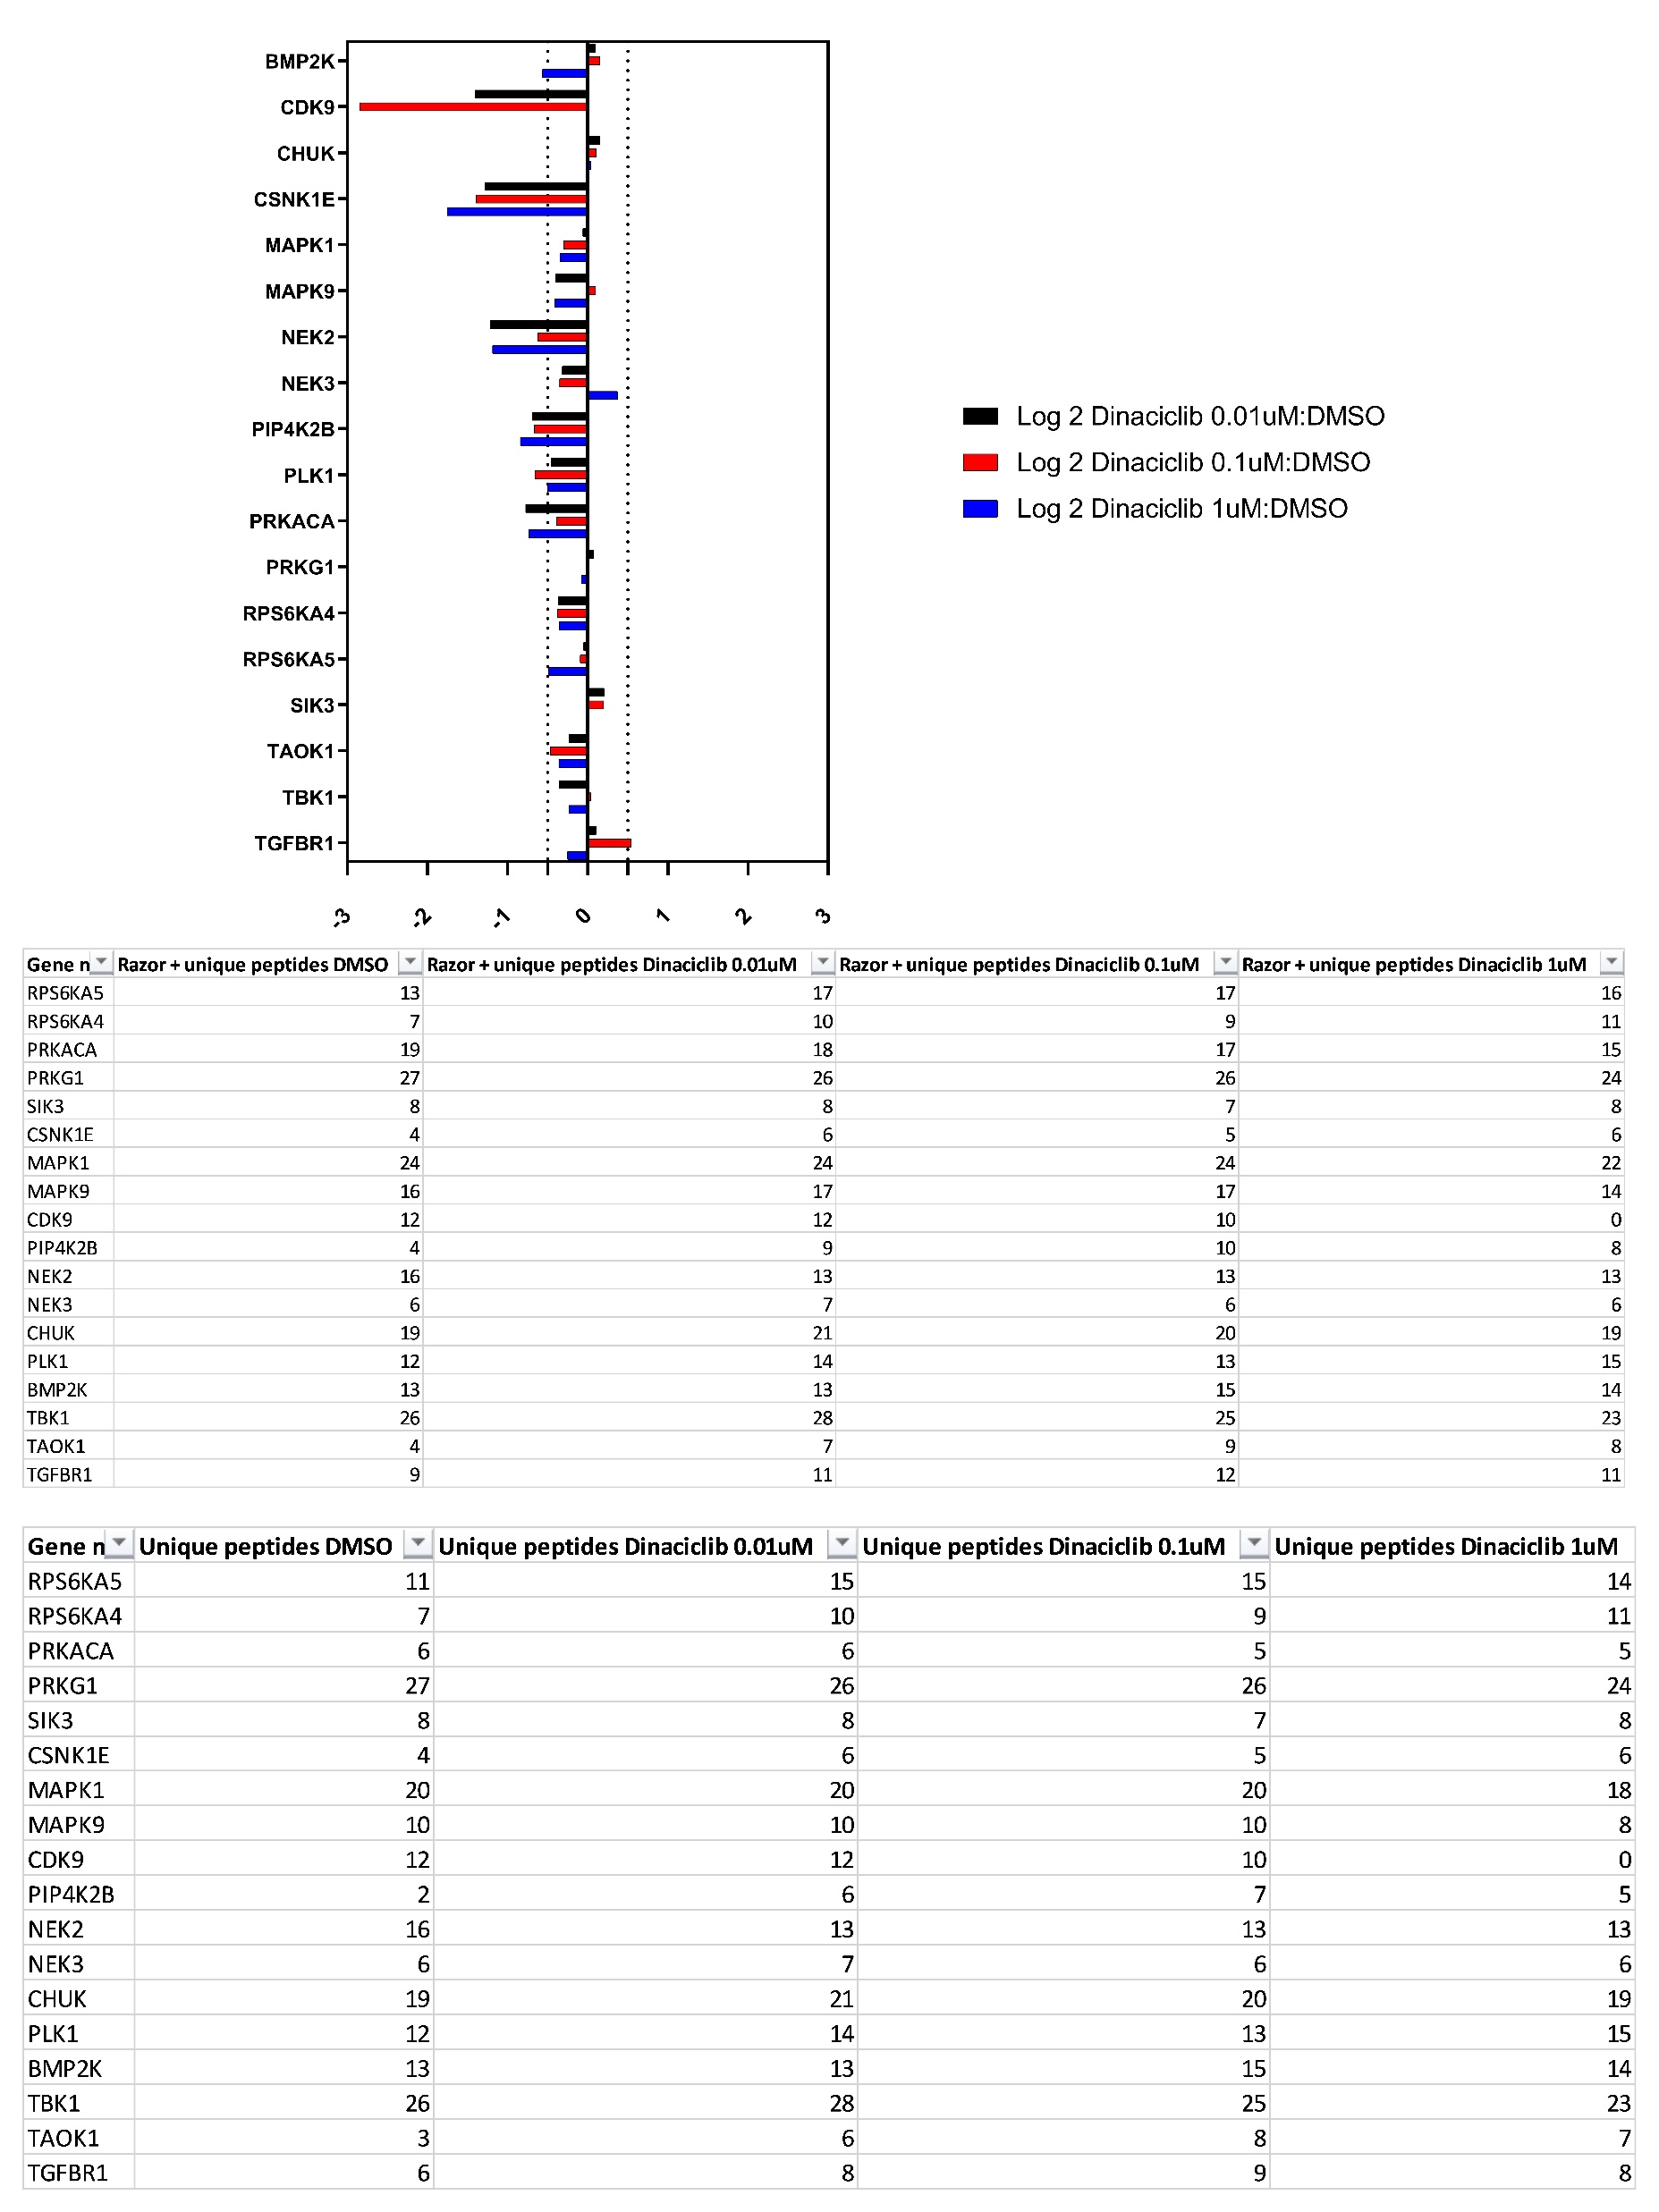 BMP2K
CDK9
CHUK
CSNK1E
MAPK1
MAPK9
NEK2
NEK3
PIP4K2B
PLK1
PRKACA
PRKG1
RPS6KA4
RPS6KA5
SIK3
TAOK1
TBK1
TGFBR1
-3 -2 -1 0 1 2 3
Log 2 Dinaciclib 0.01uM:DMSO
Log 2 Dinaciclib 0.1uM:DMSO
Log 2 Dinaciclib 1uM:DMSO
Gene n Razor + unique peptides DMSO Razor + unique peptides Dinaciclib 0.01uM Razor + unique peptides Dinaciclib 0.1uM Razor + unique peptides Dinaciclib 1uM
RPS6KA5 13 17 17 16
RPS6KA4 7 10 9 11
PRKACA 19 18 17 15
PRKG1 27 26 26 24
SIK3 8 8 7 8
CSNK1E 4 6 5 6
MAPK1 24 24 24 22
MAPK9 16 17 17 14
CDK9 12 12 10 0
PIP4K2B 4 9 10 8
NEK2 16 13 13 13
NEK3 6 7 6 6
CHUK 19 21 20 19
PLK1 12 14 13 15
BMP2K 13 13 15 14
TBK1 26 28 25 23
TAOK1 4 7 9 8
TGFBR1 9 11 12 11
Gene n Unique peptides DMSO Unique peptides Dinaciclib 0.01uM Unique peptides Dinaciclib 0.1uM Unique peptides Dinaciclib 1uM
RPS6KA5 11 15 15 14
RPS6KA4 7 10 9 11
PRKACA 6 6 5 5
PRKG1 27 26 26 24
SIK3 8 8 7 8
CSNK1E 4 6 5 6
MAPK1 20 20 20 18
MAPK9 10 10 10 8
CDK9 12 12 10 0
PIP4K2B 2 6 7 5
NEK2 16 13 13 13
NEK3 6 7 6 6
CHUK 19 21 20 19
PLK1 12 14 13 15
BMP2K 13 13 15 14
TBK1 26 28 25 23
TAOK1 3 6 8 7
TGFBR1 6 8 9 8